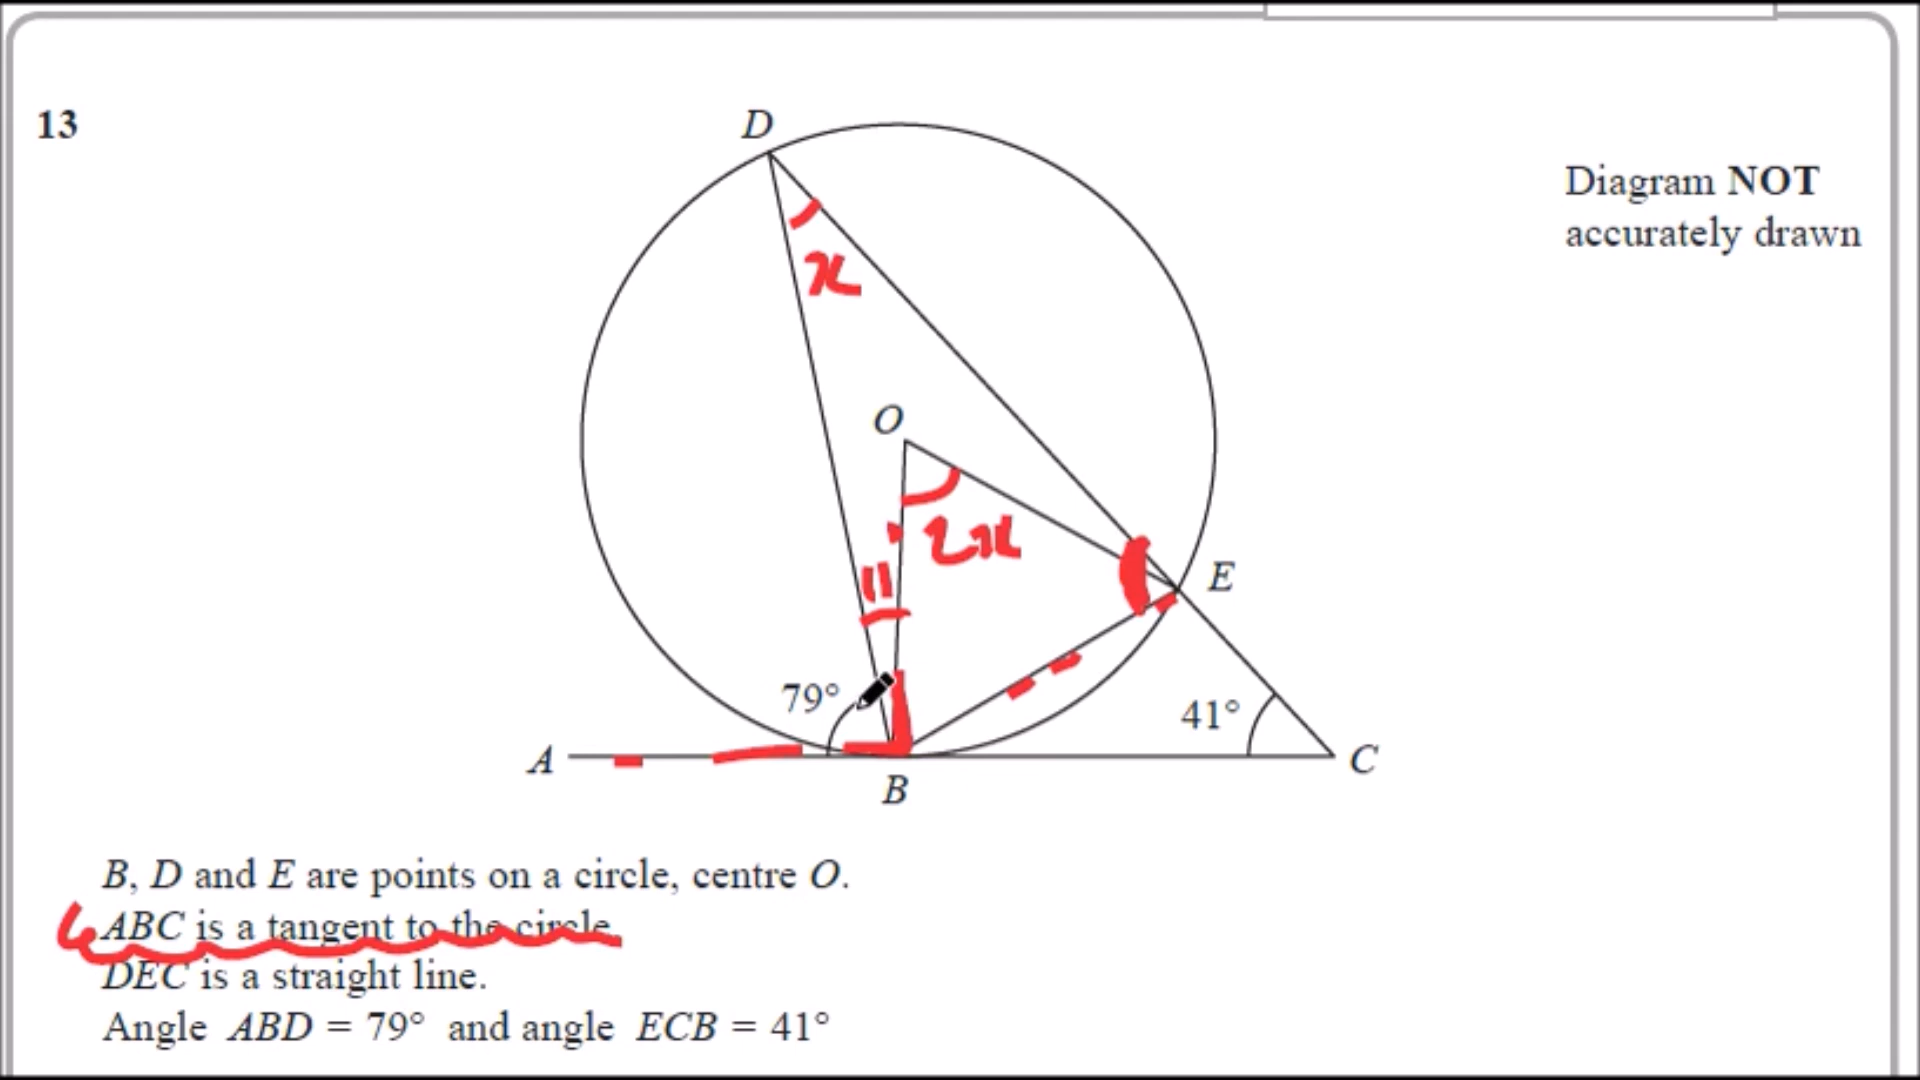 13
D
Diagram NOT
accurately drawn
x
O
2x
11
E
79°
41°
A
B
C
B, D and E are points on a circle, centre O.
ABC is a tangent to the circle.
DEC is a straight line.
Angle ABD = 79° and angle ECB = 41°